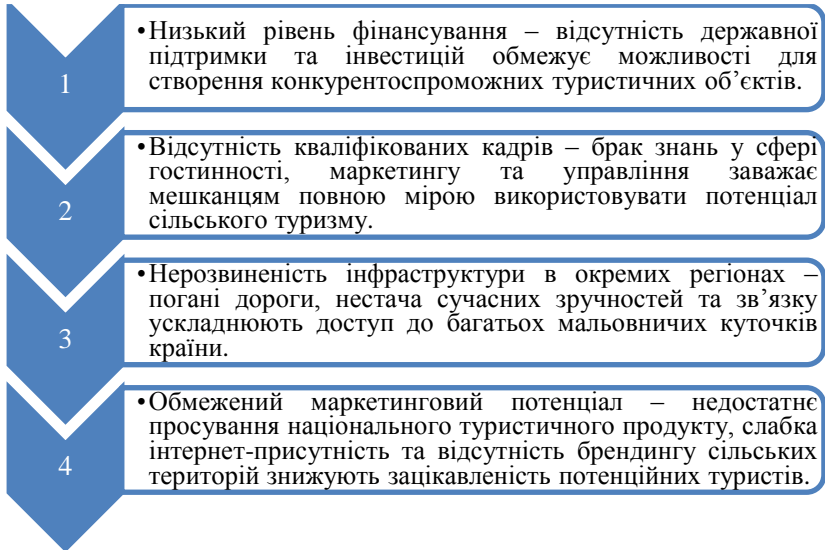 1
•Низький рівень фінансування – відсутність державної
підтримки та інвестицій обмежує можливості для
створення конкурентоспроможних туристичних об’єктів.
2
•Відсутність кваліфікованих кадрів – брак знань у сфері
гостинності, маркетингу та управління заважає
мешканцям повною мірою використовувати потенціал
сільського туризму.
3
•Нерозвиненість інфраструктури в окремих регіонах –
погані дороги, нестача сучасних зручностей та зв’язку
ускладнюють доступ до багатьох мальовничих куточків
країни.
4
•Обмежений маркетинговий потенціал – недостатнє
просування національного туристичного продукту, слабка
інтернет-присутність та відсутність брендингу сільських
територій знижують зацікавленість потенційних туристів.